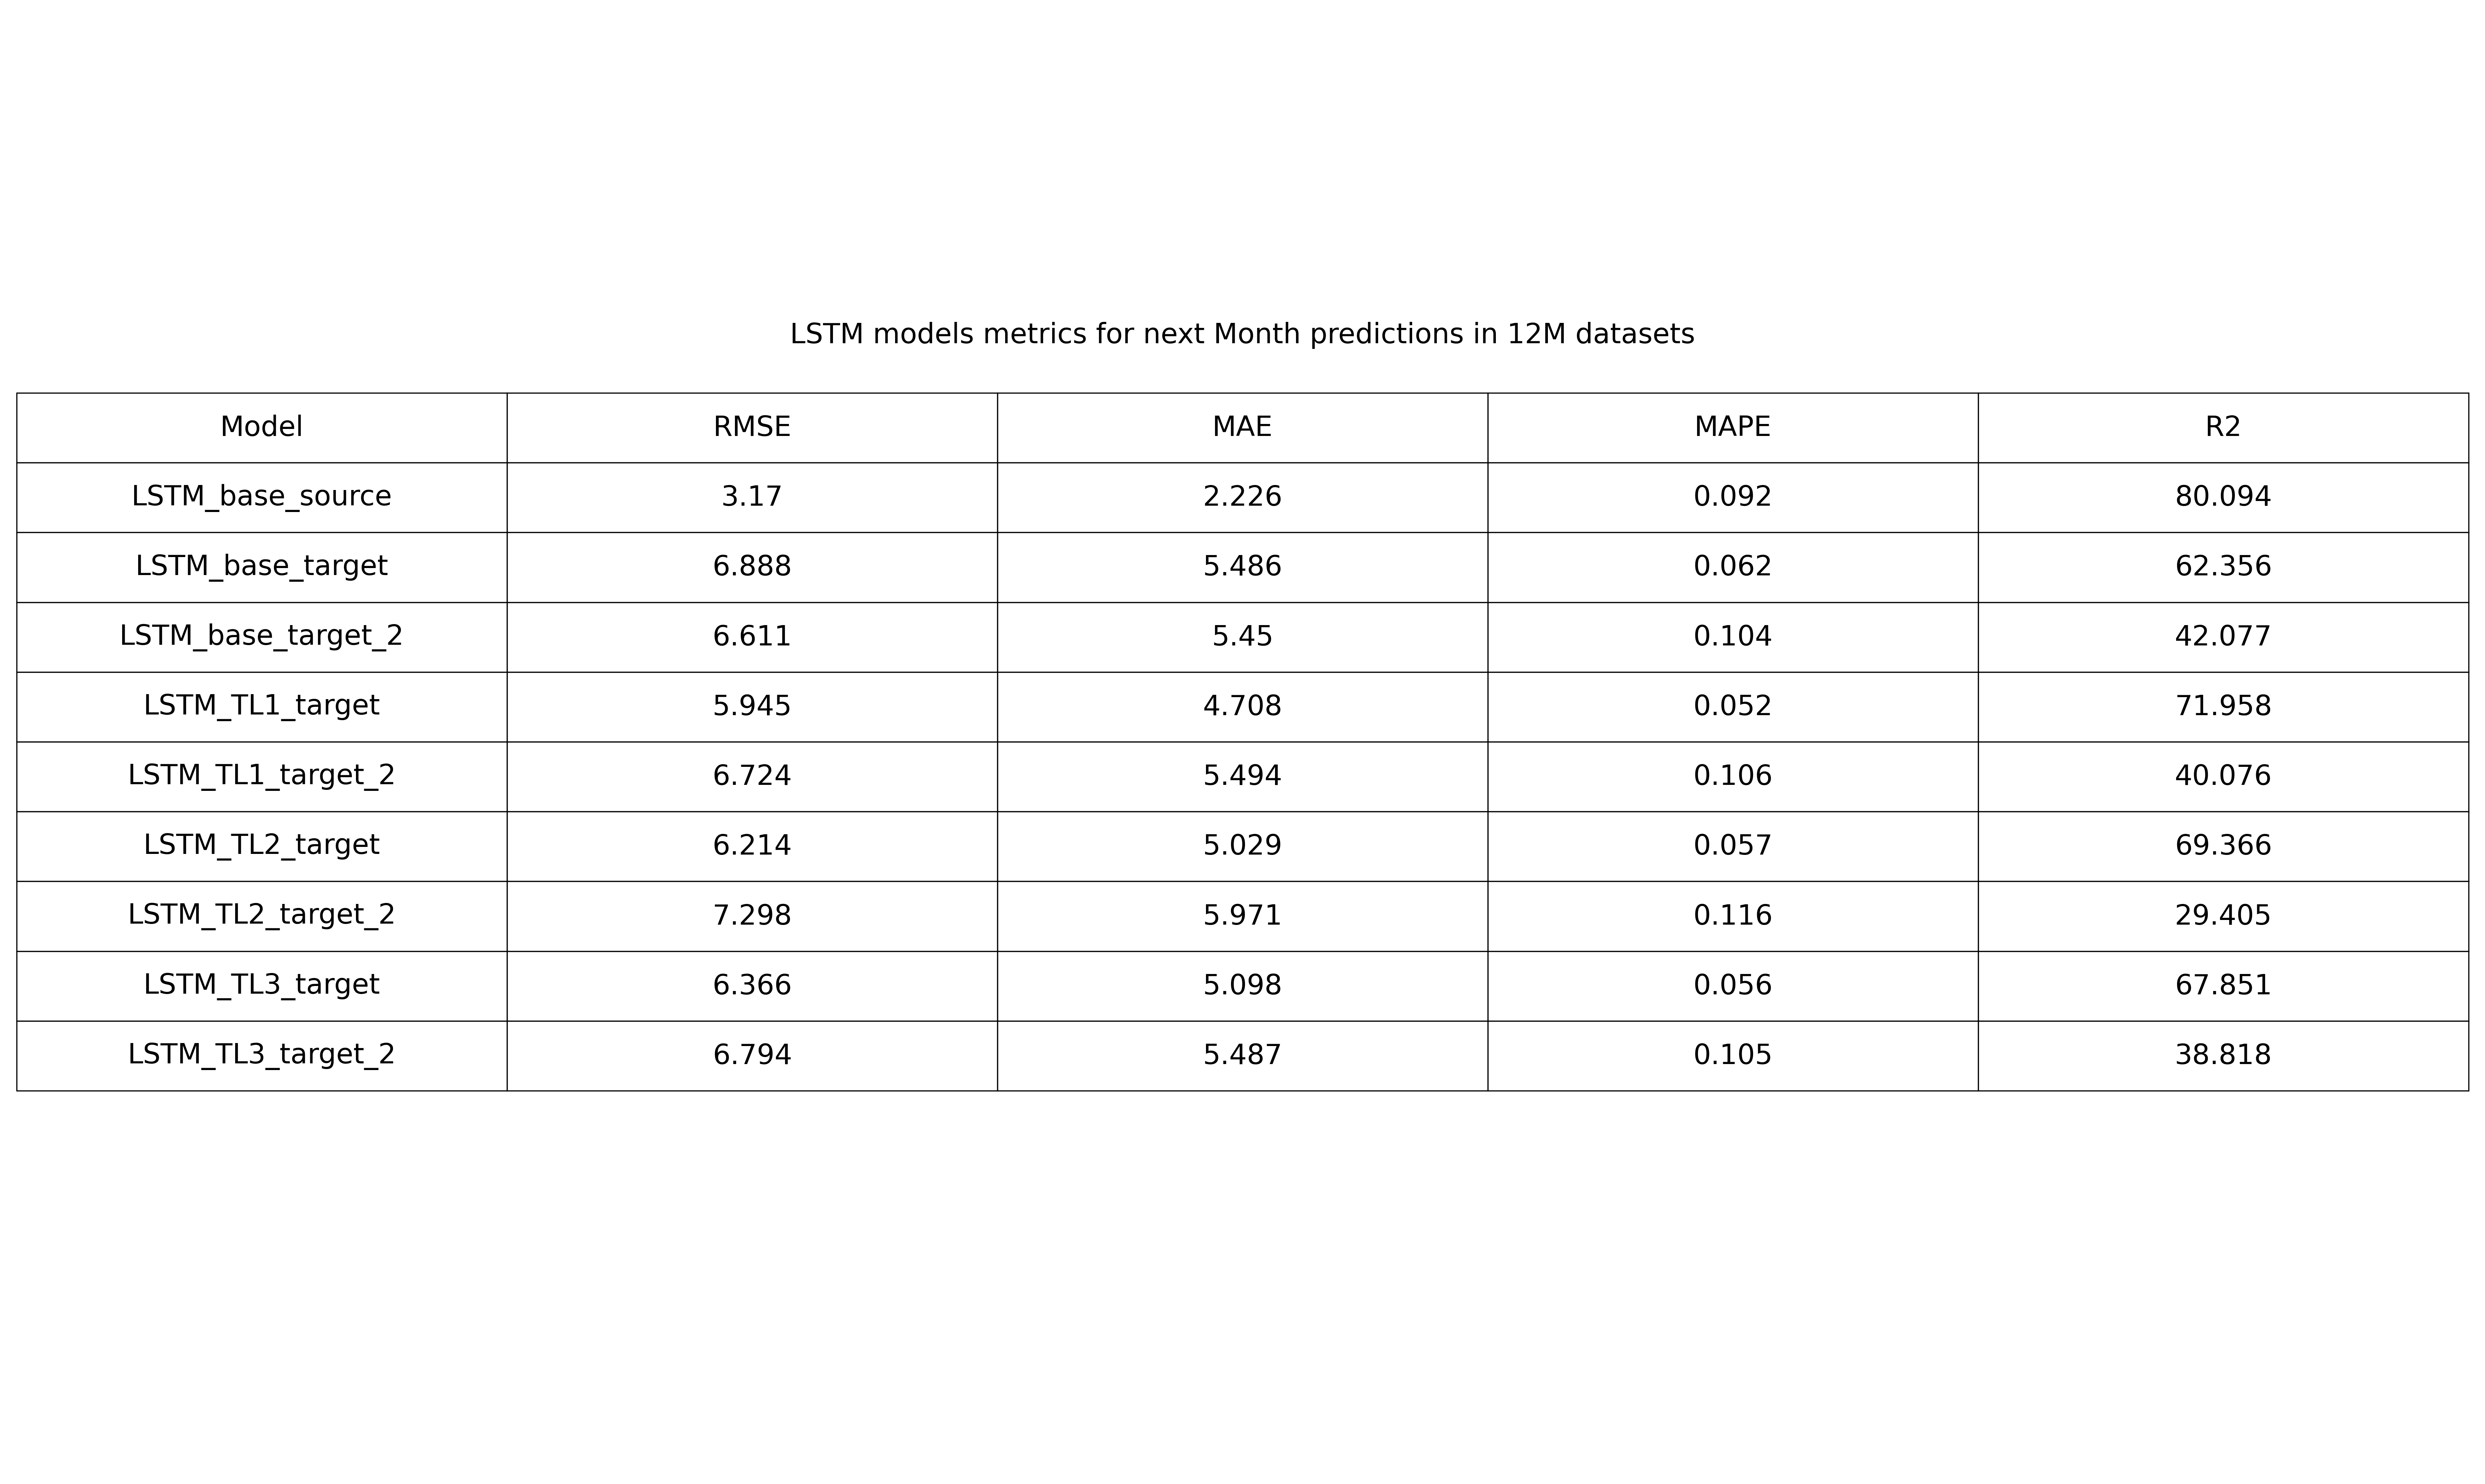 LSTM models metrics for next Month predictions in 12M datasets
Model RMSE MAE MAPE R2
LSTM_base_source 3.17 2.226 0.092 80.094
LSTM_base_target 6.888 5.486 0.062 62.356
LSTM_base_target_2 6.611 5.45 0.104 42.077
LSTM_TL1_target 5.945 4.708 0.052 71.958
LSTM_TL1_target_2 6.724 5.494 0.106 40.076
LSTM_TL2_target 6.214 5.029 0.057 69.366
LSTM_TL2_target_2 7.298 5.971 0.116 29.405
LSTM_TL3_target 6.366 5.098 0.056 67.851
LSTM_TL3_target_2 6.794 5.487 0.105 38.818